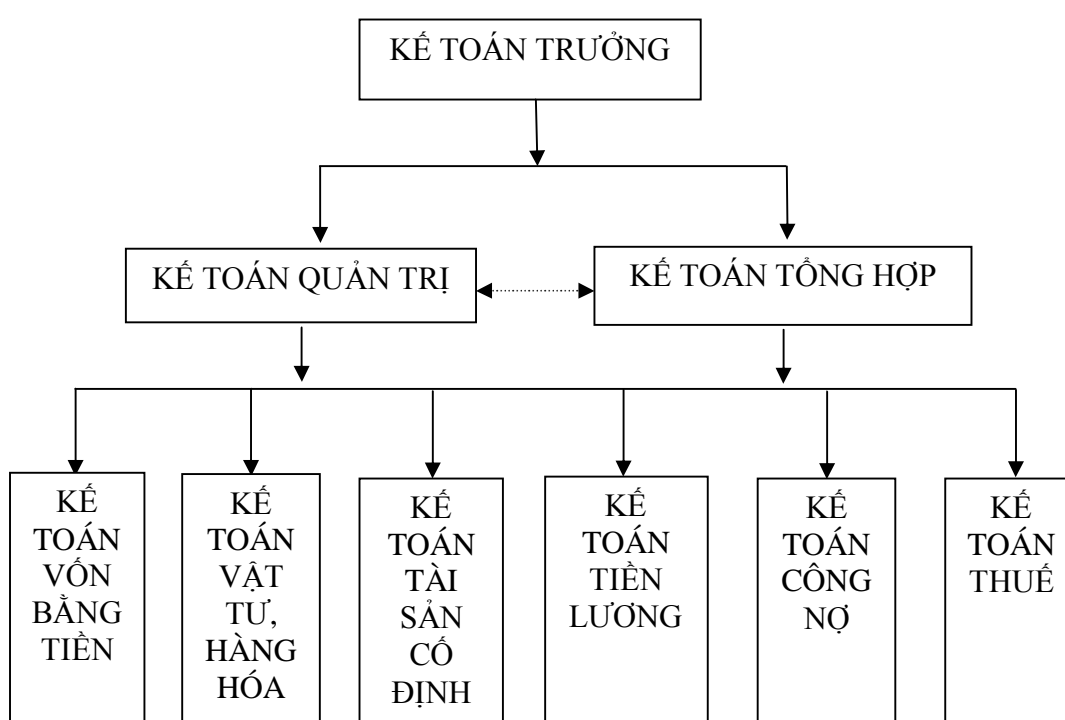 KẾ TOÁN TRƯỞNG
KẾ TOÁN QUẢN TRỊ
KẾ TOÁN TỔNG HỢP
KẾ
TOÁN
VỐN
BẰNG
TIỀN
KẾ
TOÁN
VẬT
TƯ,
HÀNG
HÓA
KẾ
TOÁN
TÀI
SẢN
CỐ
ĐỊNH
KẾ
TOÁN
TIỀN
LƯƠNG
KẾ
TOÁN
CÔNG
NỢ
KẾ
TOÁN
THUẾ